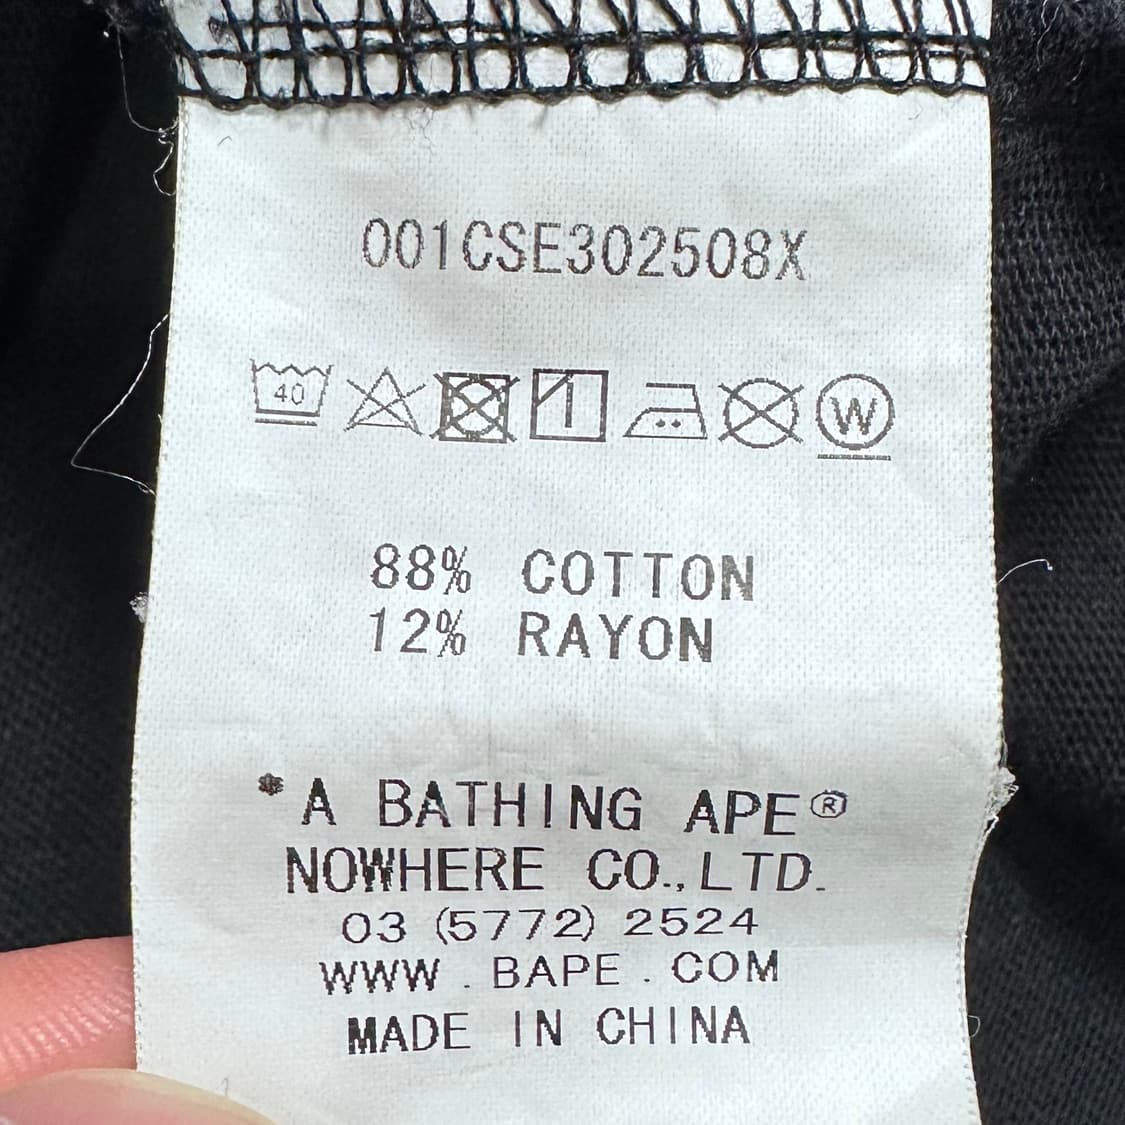 001CSE302508X
40
W
88% COTTON
12% RAYON
*A BATHING APE®
NOWHERE CO.,LTD.
03 (5772) 2524
WWW . BAPE . COM
MADE IN CHINA